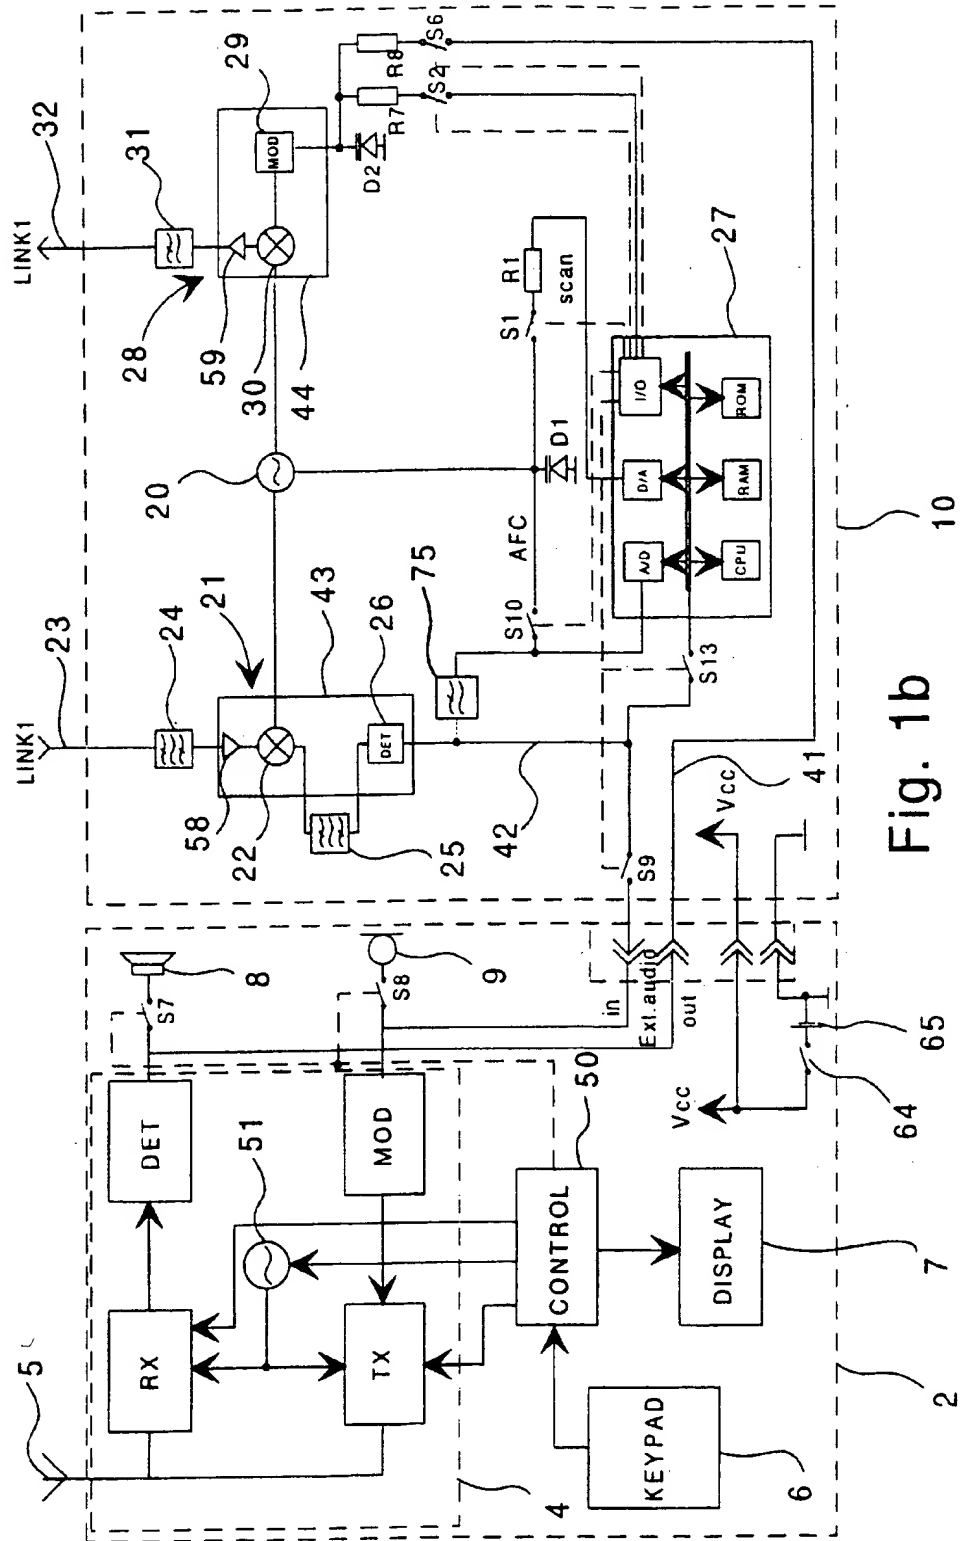 5
RX
DET
S7
8
51
TX
MOD
S8
9
4
CONTROL
50
in
Ext.audio
out
KEYPAD
6
DISPLAY
7
Vcc
64
65
2
LINK1
23
24
21
58
22
43
25
DET
26
42
75
S9
S13
41
Vcc
20
AFC
S10
D1
S1
R1
scan
A/D
D/A
I/O
CPU
RAM
ROM
27
10
LINK1
32
31
28
59
30
44
MOD
29
D2
R7
R8
S2
S6
Fig. 1b